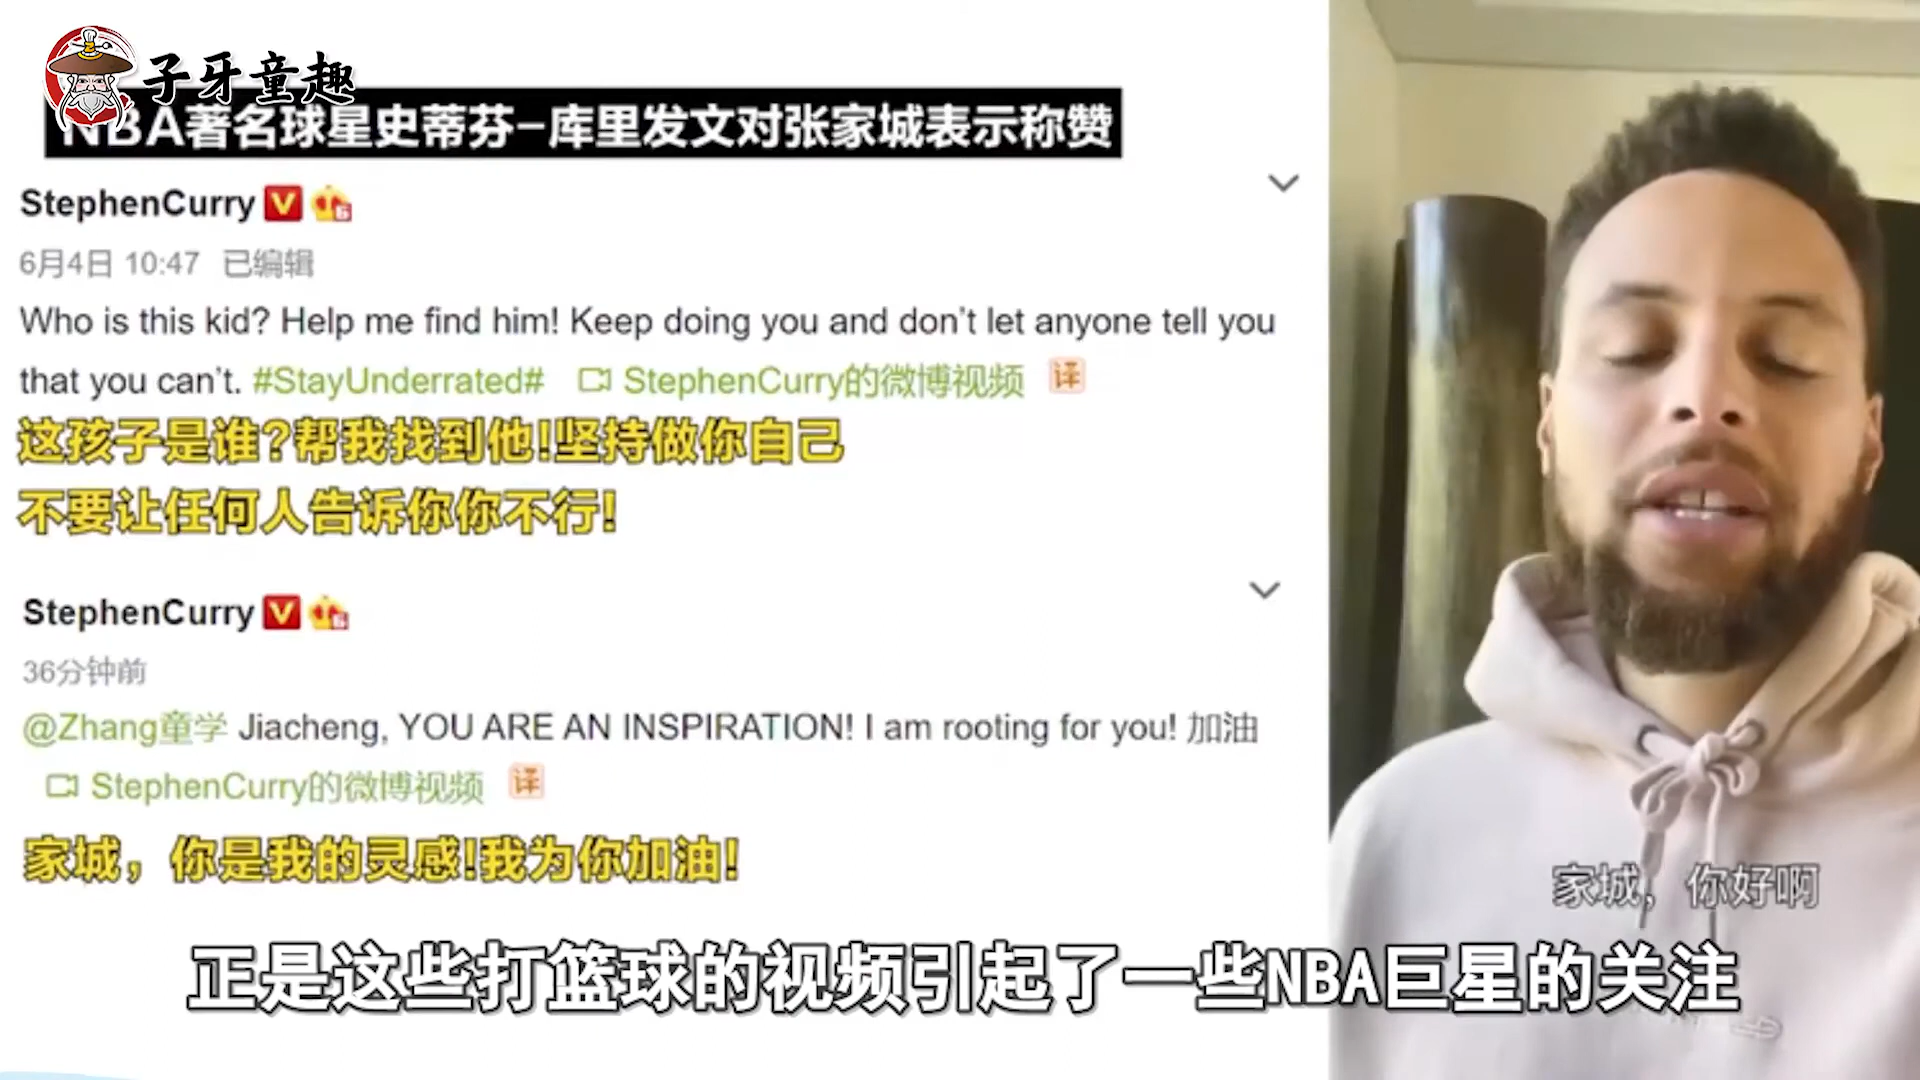 子牙童趣
NBA著名球星史蒂芬-库里发文对张家城表示称赞
StephenCurry V 6
6月4日 10:47 已编辑
Who is this kid? Help me find him! Keep doing you and don't let anyone tell you
that you can't. #StayUnderrated# StephenCurry的微博视频 译
这孩子是谁?帮我找到他!坚持做你自己
不要让任何人告诉你你不行!
StephenCurry V 6
36分钟前
@Zhang童学 Jiacheng, YOU ARE AN INSPIRATION! I am rooting for you! 加油
StephenCurry的微博视频 译
家城，你是我的灵感!我为你加油!
家城，你好啊
正是这些打篮球的视频引起了一些NBA巨星的关注